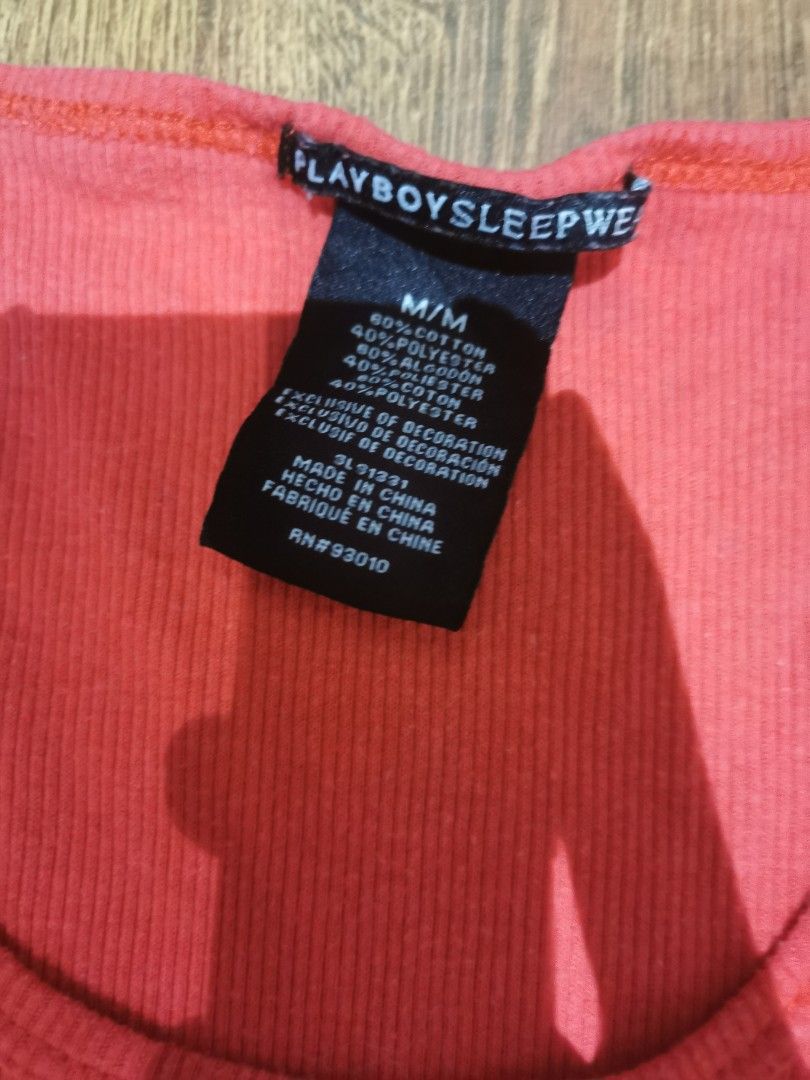 PLAYBOYSLEEPWE
M/M
60% COTTON
40% POLYESTER
60% ALGODÓN
40% POLIESTER
60% COTON
40% POLYESTER
EXCLUSIVE OF DECORATION
EXCLUSIVO DE DECORACIÓN
EXCLUSIF DE DECORATION
3L91331
MADE IN CHINA
HECHO EN CHINA
FABRIQUÉ EN CHINE
RN#93010